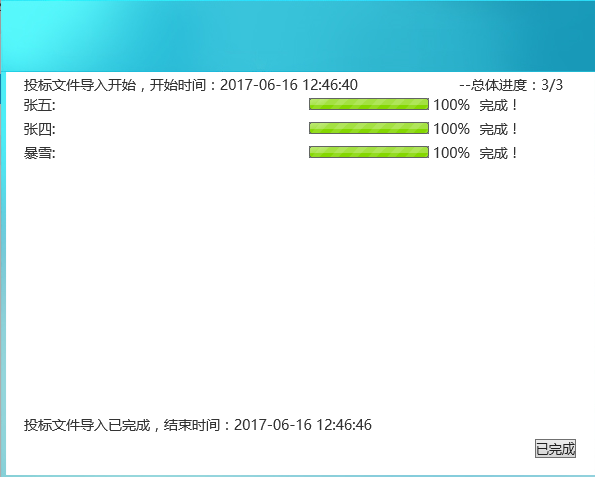 投标文件导入开始，开始时间：2017-06-16 12:46:40 --总体进度：3/3
张五: 100% 完成！
张四: 100% 完成！
暴雪: 100% 完成！
投标文件导入已完成，结束时间：2017-06-16 12:46:46
已完成